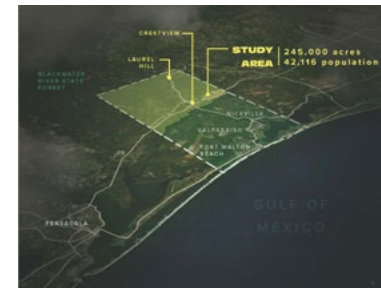 CRESTVIEW
LAUREL
HILL
STUDY
AREA
245,000 acres
42,116 population
BLACKWATER
RIVER STATE
FOREST
NICEVILLE
VALPARAISO
FORT WALTON
BEACH
PENSACOLA
GULF OF
MEXICO